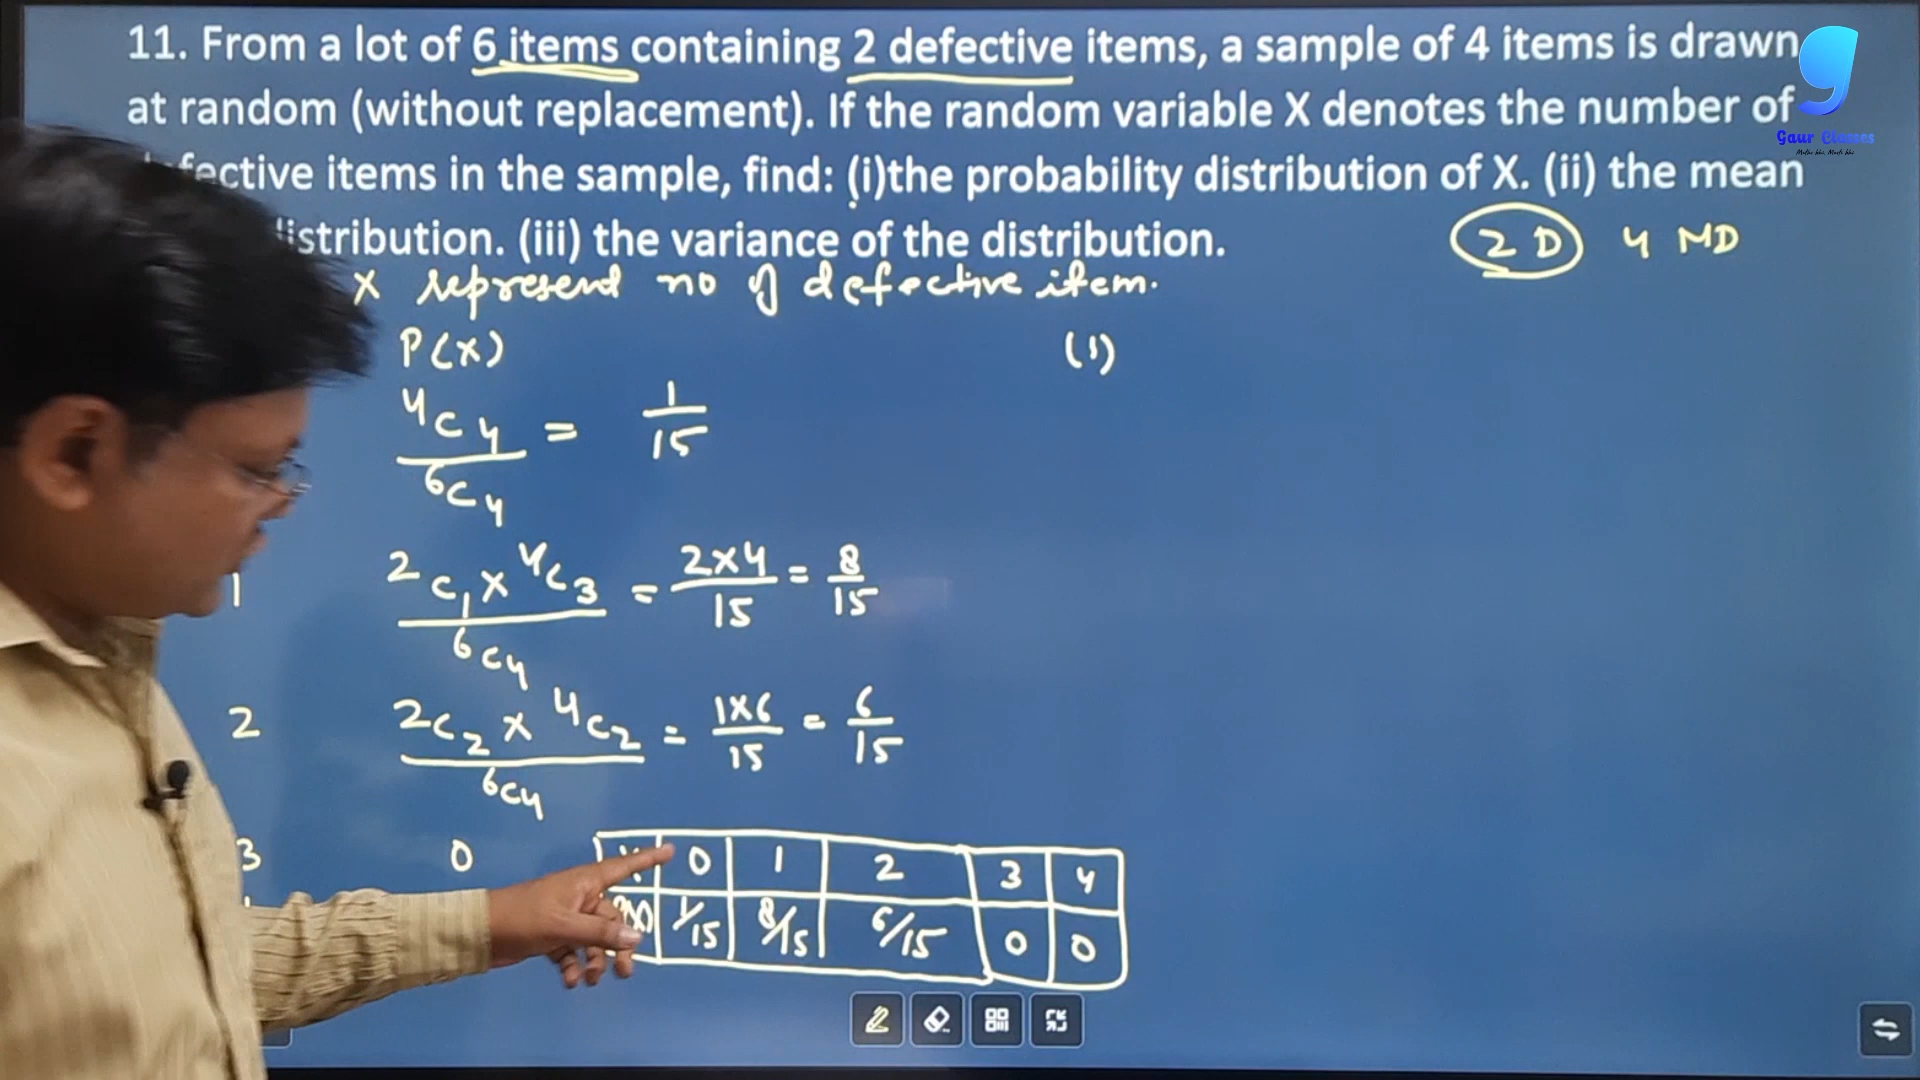 11. From a lot of 6 items containing 2 defective items, a sample of 4 items is drawn
at random (without replacement). If the random variable X denotes the number of
fective items in the sample, find: (i)the probability distribution of X. (ii) the mean
istribution. (iii) the variance of the distribution.
Gaur Classes
2 D 4 ND
X represent no of defective item.
P(X) (1)
4C4 / 6C4 = 1/15
1 2C1 x 4C3 / 6C4 = 2x4/15 = 8/15
2 2C2 x 4C2 / 6C4 = 1x6/15 = 6/15
3 0
0 1 2 3 4
1/15 8/15 6/15 0 0